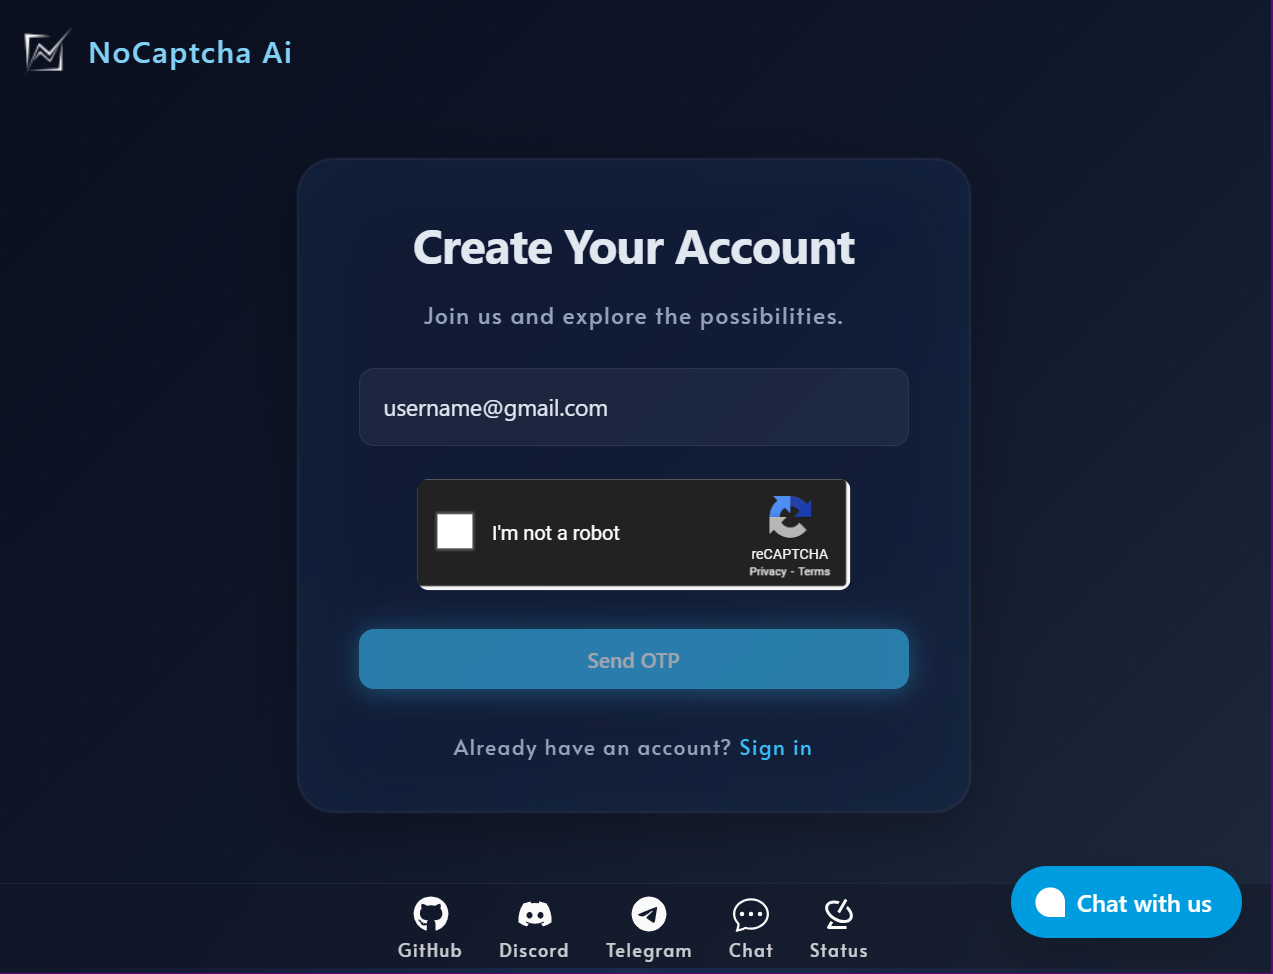 NoCaptcha Ai
Create Your Account
Join us and explore the possibilities.
username@gmail.com
I'm not a robot
reCAPTCHA
Privacy - Terms
Send OTP
Already have an account? Sign in
Chat with us
GitHub Discord Telegram Chat Status